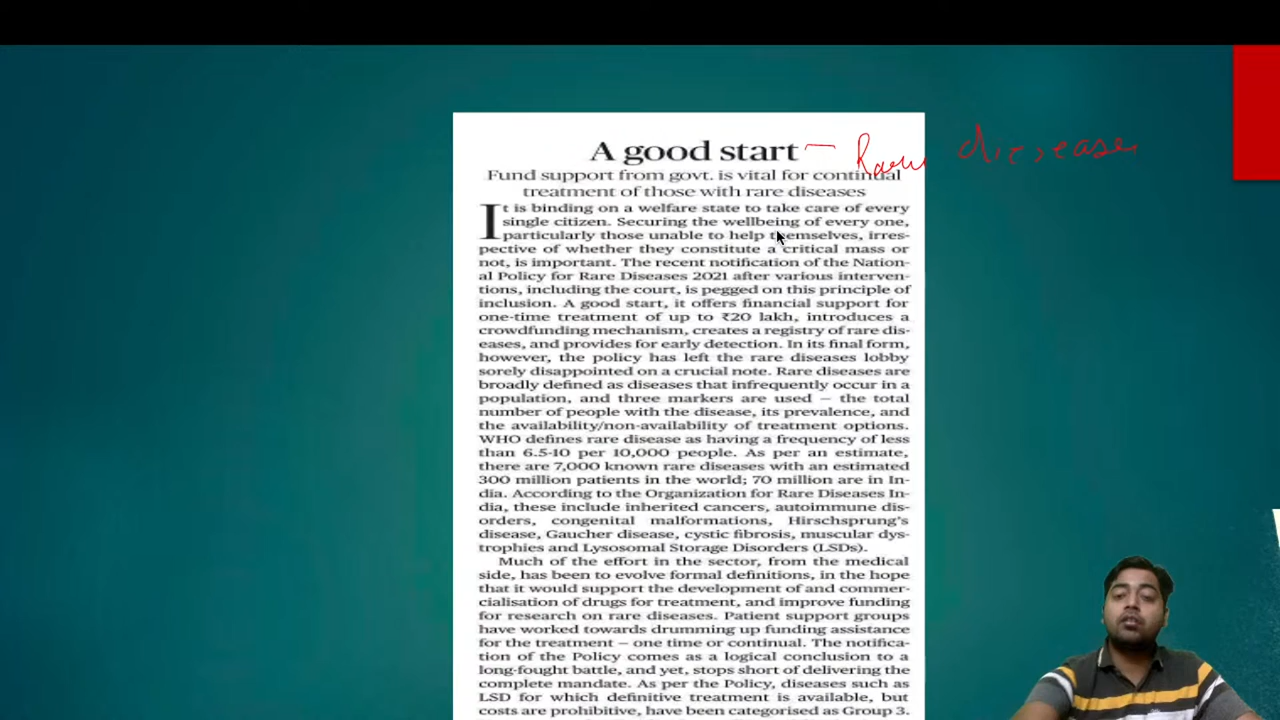 A good start - Rare diseases
Fund support from govt. is vital for continual
treatment of those with rare diseases
It is binding on a welfare state to take care of every
single citizen. Securing the wellbeing of every one,
particularly those unable to help themselves, irres-
pective of whether they constitute a critical mass or
not, is important. The recent notification of the Nation-
al Policy for Rare Diseases 2021 after various interven-
tions, including the court, is pegged on this principle of
inclusion. A good start, it offers financial support for
one-time treatment of up to ₹20 lakh, introduces a
crowdfunding mechanism, creates a registry of rare dis-
eases, and provides for early detection. In its final form,
however, the policy has left the rare diseases lobby
sorely disappointed on a crucial note. Rare diseases are
broadly defined as diseases that infrequently occur in a
population, and three markers are used — the total
number of people with the disease, its prevalence, and
the availability/non-availability of treatment options.
WHO defines rare disease as having a frequency of less
than 6.5-10 per 10,000 people. As per an estimate,
there are 7,000 known rare diseases with an estimated
300 million patients in the world; 70 million are in In-
dia. According to the Organization for Rare Diseases In-
dia, these include inherited cancers, autoimmune dis-
orders, congenital malformations, Hirschsprung's
disease, Gaucher disease, cystic fibrosis, muscular dys-
trophies and Lysosomal Storage Disorders (LSDs).
Much of the effort in the sector, from the medical
side, has been to evolve formal definitions, in the hope
that it would support the development of and commer-
cialisation of drugs for treatment, and improve funding
for research on rare diseases. Patient support groups
have worked towards drumming up funding assistance
for the treatment — one time or continual. The notifica-
tion of the Policy comes as a logical conclusion to a
long-fought battle, and yet, stops short of delivering the
complete mandate. As per the Policy, diseases such as
LSD for which definitive treatment is available, but
costs are prohibitive, have been categorised as Group 3.